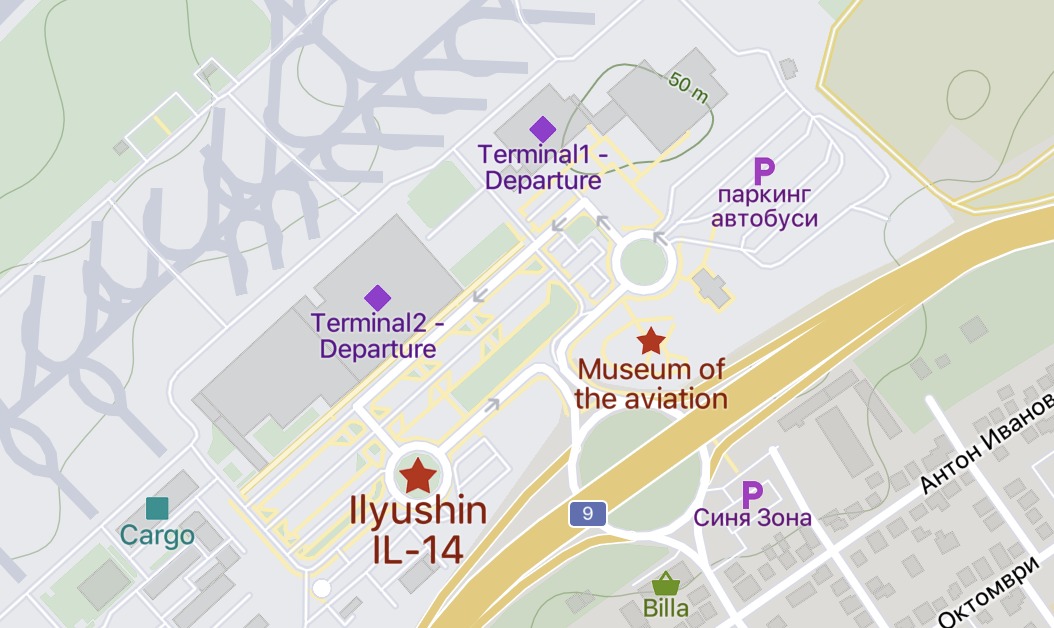 50 m
Terminal1 -
Departure
P
паркинг
автобуси
Terminal2 -
Departure
Museum of
the aviation
Антон Иванов
Ilyushin
IL-14
9
P
Синя Зона
Cargo
Billa
Октомври